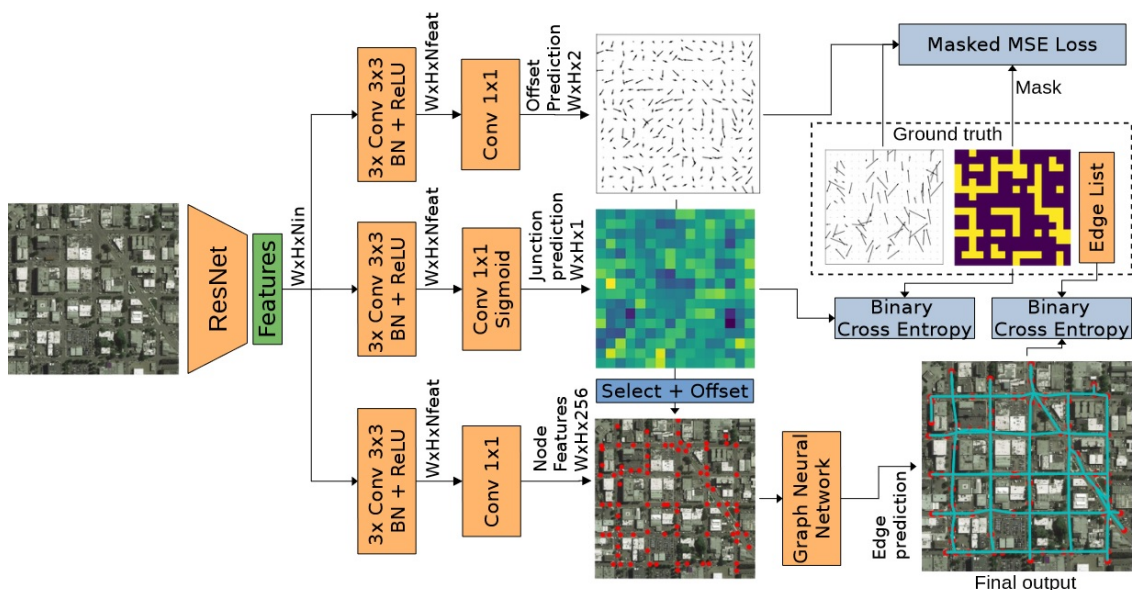 ResNet
Features
WxHxNin
3x Conv 3x3
BN + ReLU
WxHxNfeat
Conv 1x1
Offset
Prediction
WxHx2
3x Conv 3x3
BN + ReLU
WxHxNfeat
Conv 1x1
Sigmoid
Junction
prediction
WxHx1
3x Conv 3x3
BN + ReLU
WxHxNfeat
Conv 1x1
Node
Features
WxHx256
Select + Offset
Graph Neural
Network
Edge
prediction
Masked MSE Loss
Mask
Ground truth
Edge List
Binary
Cross Entropy
Binary
Cross Entropy
Final output